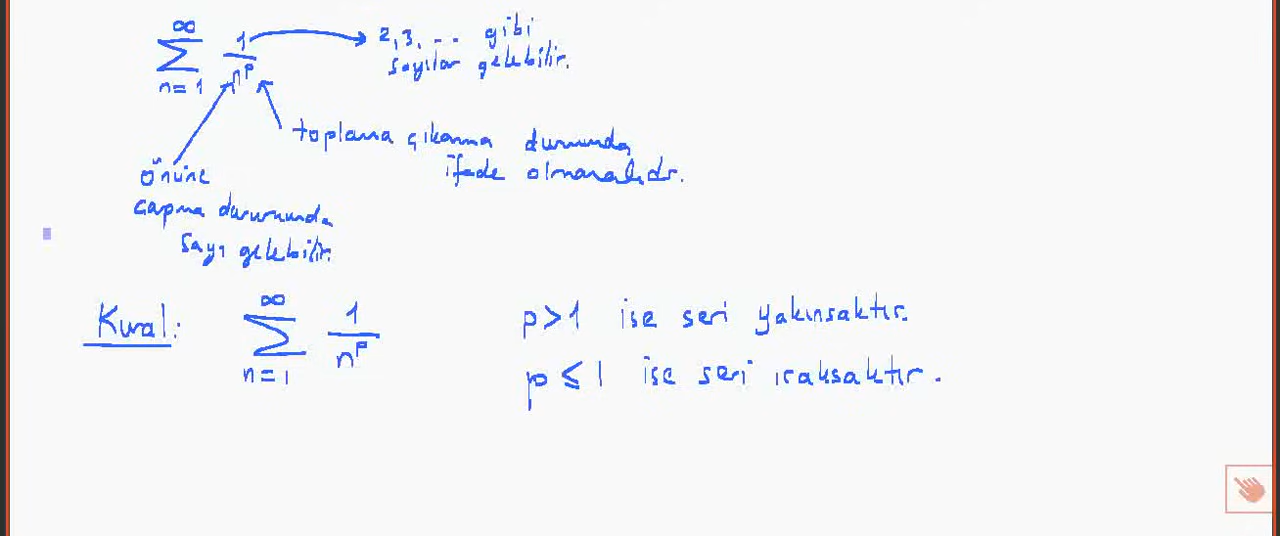 ∞
∑ 1/n^p → 2,3, ... gibi
n=1 sayılar gelebilir.
toplama çıkarma durumunda
ifade olmamalıdır.
önüne
çarpma durumunda
sayı gelebilir.
Kural: ∑_{n=1}^{∞} 1/n^p p>1 ise seri yakınsaktır.
p ≤ 1 ise seri ıraksaktır.